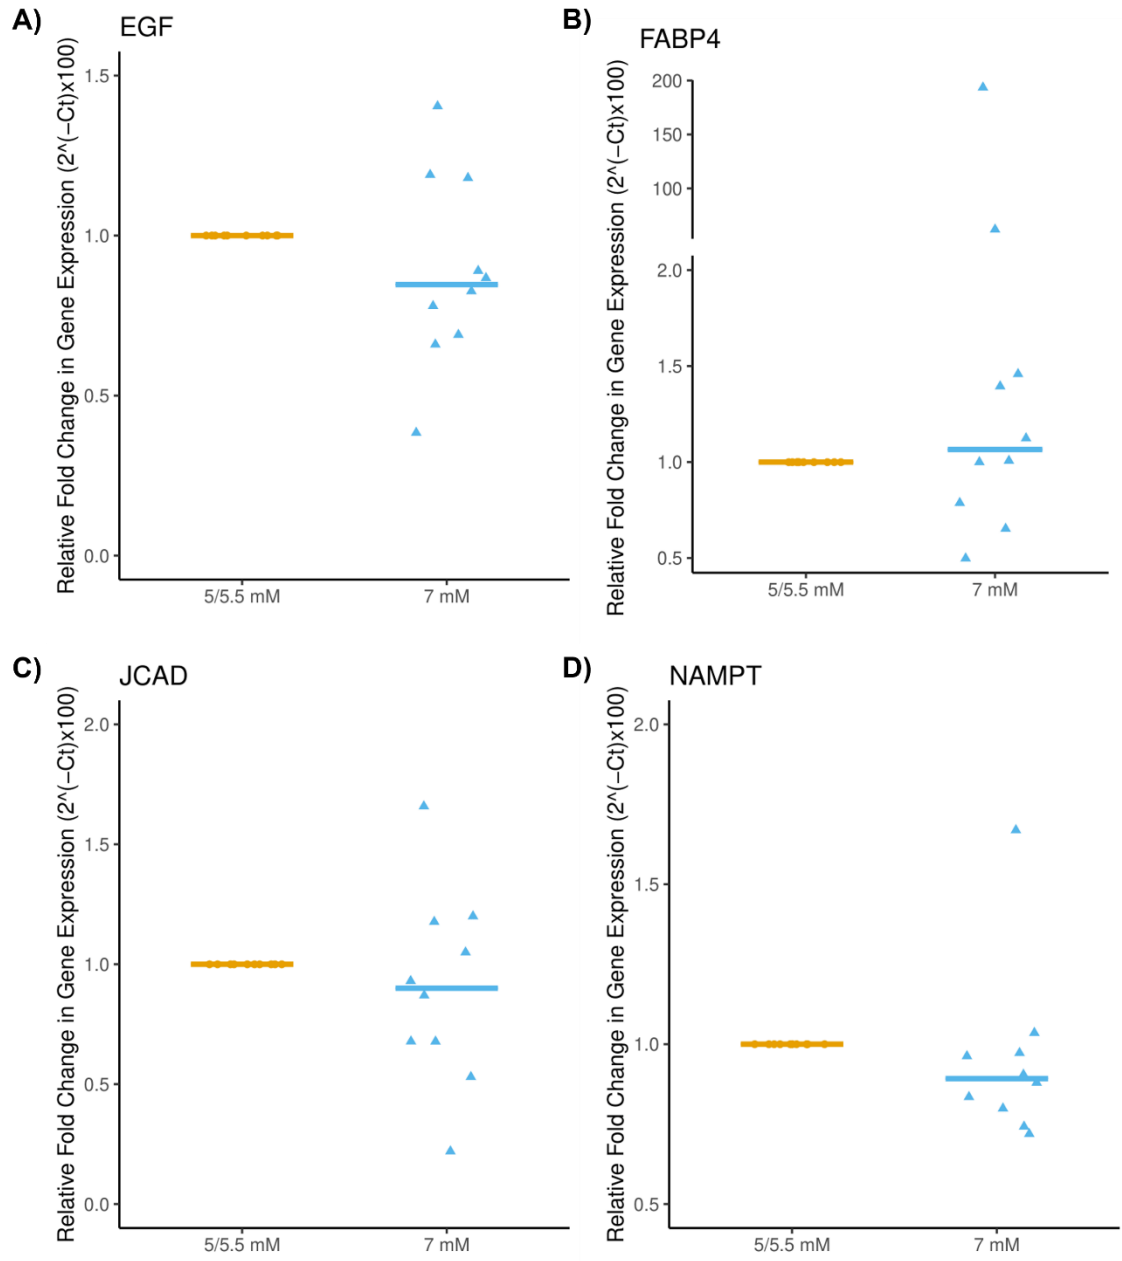 A)
EGF
Relative Fold Change in Gene Expression (2^(−Ct)x100)
1.5
1.0
0.5
0.0
5/5.5 mM
7 mM
B)
FABP4
Relative Fold Change in Gene Expression (2^(−Ct)x100)
200
150
100
2.0
1.5
1.0
0.5
5/5.5 mM
7 mM
C)
JCAD
Relative Fold Change in Gene Expression (2^(−Ct)x100)
2.0
1.5
1.0
0.5
0.0
5/5.5 mM
7 mM
D)
NAMPT
Relative Fold Change in Gene Expression (2^(−Ct)x100)
2.0
1.5
1.0
0.5
5/5.5 mM
7 mM